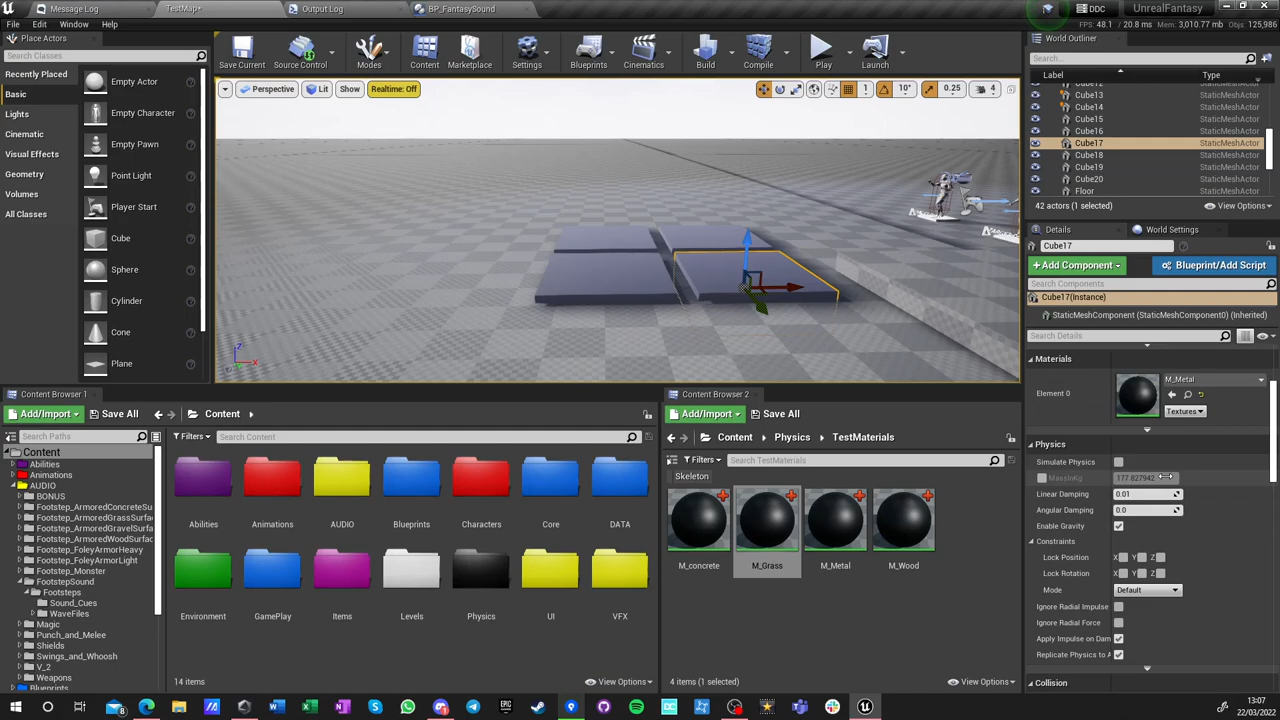 Message Log
TestMap*
Output Log
BP_FantasySound
DDC
UnrealFantasy
File
Edit
Window
Help
FPS: 48.1 / 20.8 ms
Mem: 3,010.77 mb
Objs: 125,986
Place Actors
Search Classes
Recently Placed
Basic
Lights
Cinematic
Visual Effects
Geometry
Volumes
All Classes
Empty Actor
Empty Character
Empty Pawn
Point Light
Player Start
Cube
Sphere
Cylinder
Cone
Plane
Save Current
Source Control
Modes
Content
Marketplace
Settings
Blueprints
Cinematics
Build
Compile
Play
Launch
Perspective
Lit
Show
Realtime: Off
1
10°
0.25
4
Z
X
World Outliner
Search...
Label
Type
Cube12
StaticMeshActor
Cube13
StaticMeshActor
Cube14
StaticMeshActor
Cube15
StaticMeshActor
Cube16
StaticMeshActor
Cube17
StaticMeshActor
Cube18
StaticMeshActor
Cube19
StaticMeshActor
Cube20
StaticMeshActor
Floor
StaticMeshActor
42 actors (1 selected)
View Options
Details
World Settings
Cube17
+Add Component
Blueprint/Add Script
Search Components
Cube17(Instance)
StaticMeshComponent (StaticMeshComponent0) (Inherited)
Search Details
Materials
Element 0
M_Metal
Textures
Physics
Simulate Physics
MassInKg
177.827942
Linear Damping
0.01
Angular Damping
0.0
Enable Gravity
Constraints
Lock Position
X
Y
Z
Lock Rotation
X
Y
Z
Mode
Default
Ignore Radial Impulse
Ignore Radial Force
Apply Impulse on Dam
Replicate Physics to A
Collision
Content Browser 1
Add/Import
Save All
Content
Search Paths
Filters
Search Content
Content
Abilities
Animations
AUDIO
BONUS
Footstep_ArmoredConcreteSu
Footstep_ArmoredGrassSurfa
Footstep_ArmoredGravelSurfa
Footstep_ArmoredWoodSurfac
Footstep_FoleyArmorHeavy
Footstep_FoleyArmorLight
Footstep_Monster
FootstepSound
Footsteps
Sound_Cues
WaveFiles
Magic
Punch_and_Melee
Shields
Swings_and_Whoosh
V_2
Weapons
Blueprints
Abilities
Animations
AUDIO
Blueprints
Characters
Core
DATA
Environment
GamePlay
Items
Levels
Physics
UI
VFX
14 items
View Options
Content Browser 2
Add/Import
Save All
Content
Physics
TestMaterials
Filters
Search TestMaterials
Skeleton
M_concrete
M_Grass
M_Metal
M_Wood
4 items (1 selected)
View Options
13:07
22/03/2022